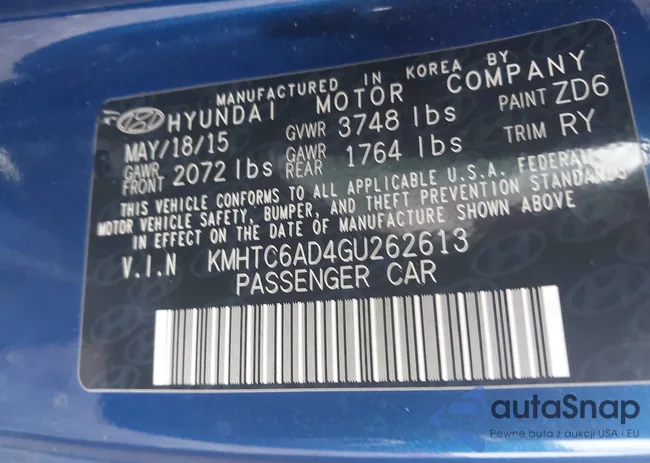 MANUFACTURED IN KOREA BY
HYUNDAI MOTOR COMPANY
MAY/18/15 GVWR 3748 lbs PAINT ZD6
GAWR FRONT 2072 lbs GAWR REAR 1764 lbs TRIM RY
THIS VEHICLE CONFORMS TO ALL APPLICABLE U.S.A. FEDERAL
MOTOR VEHICLE SAFETY, BUMPER, AND THEFT PREVENTION STANDARDS
IN EFFECT ON THE DATE OF MANUFACTURE SHOWN ABOVE
V.I.N KMHTC6AD4GU262613
PASSENGER CAR
autaSnap
Pewne auta z aukcji USA i EU